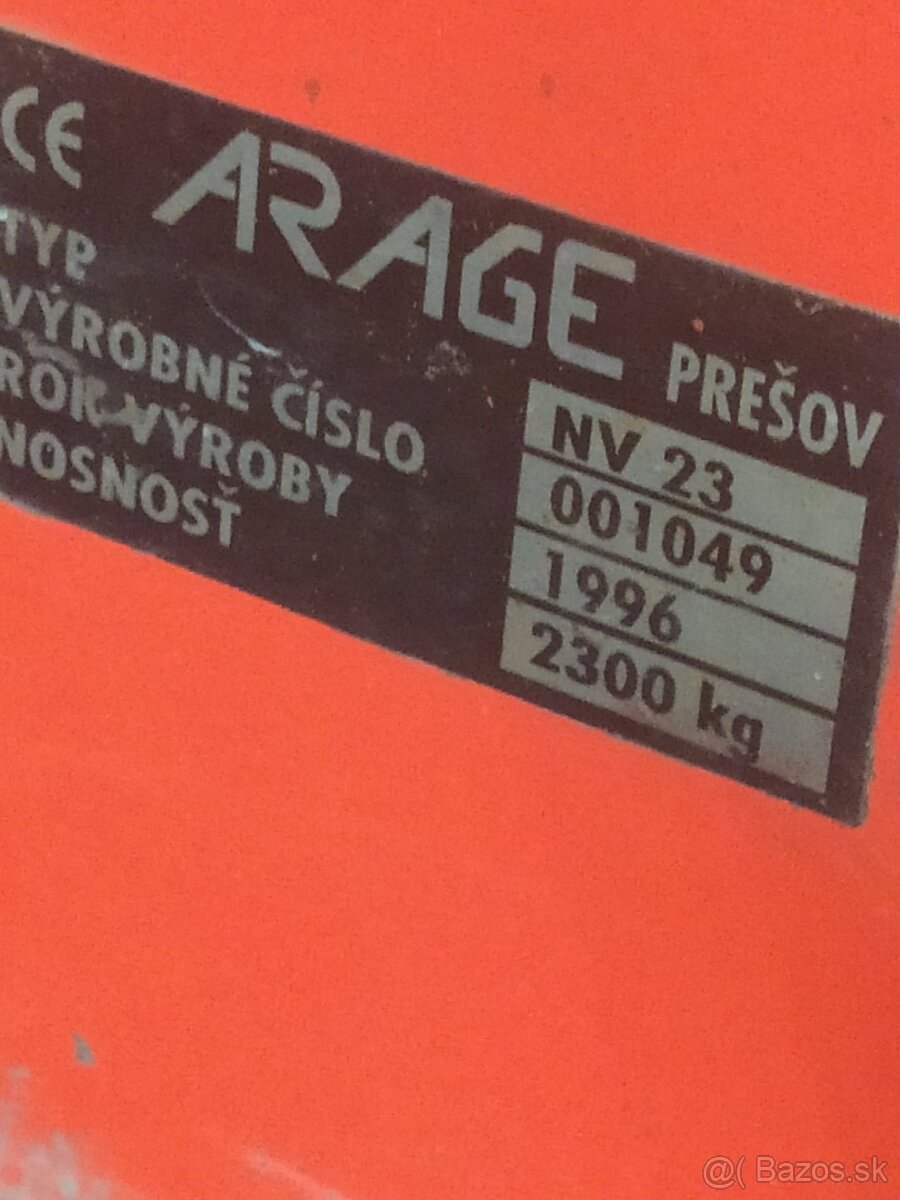 CE ARAGE PREŠOV
TYP NV 23
VÝROBNÉ ČÍSLO 001049
ROK VÝROBY 1996
NOSNOSŤ 2300 kg
@( Bazos.sk